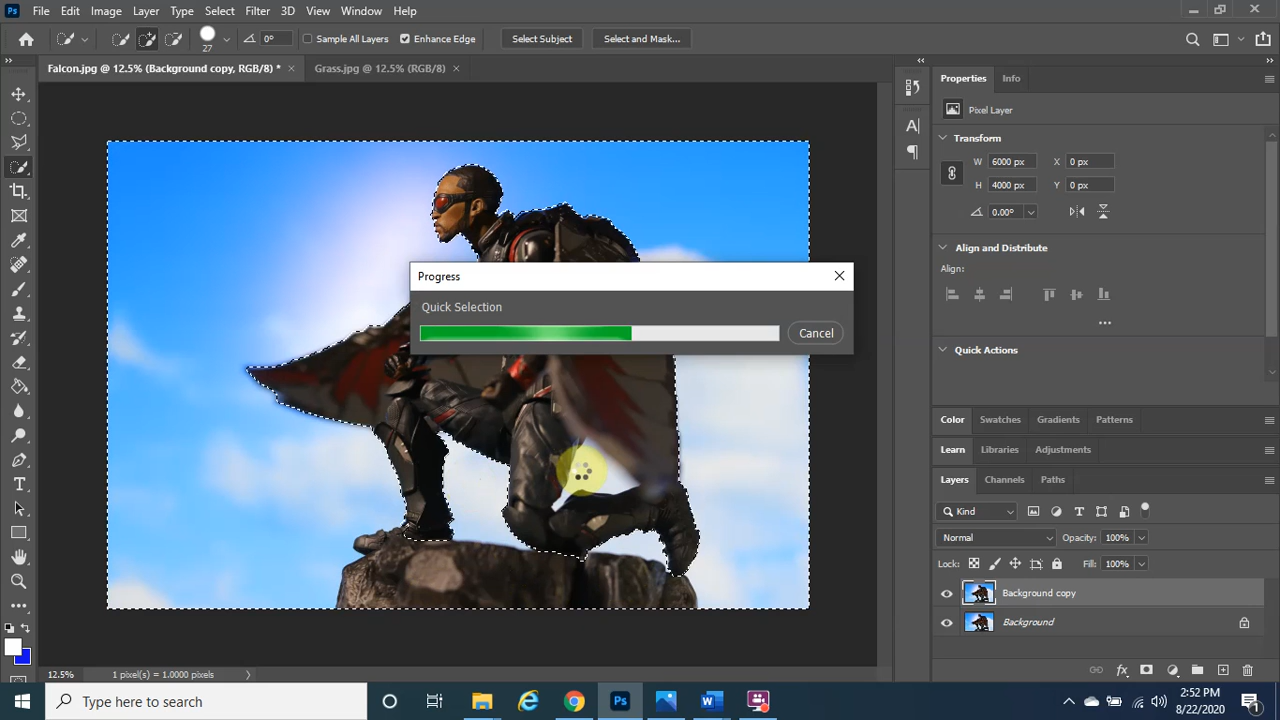 Ps File Edit Image Layer Type Select Filter 3D View Window Help
27 0° Sample All Layers Enhance Edge Select Subject Select and Mask...
Falcon.jpg @ 12.5% (Background copy, RGB/8) * × Grass.jpg @ 12.5% (RGB/8) ×
Properties Info
Pixel Layer
Transform
W 6000 px X 0 px
H 4000 px Y 0 px
0.00°
Align and Distribute
Align:
Quick Actions
Progress
Quick Selection
Cancel
Color Swatches Gradients Patterns
Learn Libraries Adjustments
Layers Channels Paths
Kind
Normal Opacity: 100%
Lock: Fill: 100%
Background copy
Background
12.5% 1 pixel(s) = 1.0000 pixels
Type here to search
2:52 PM
8/22/2020